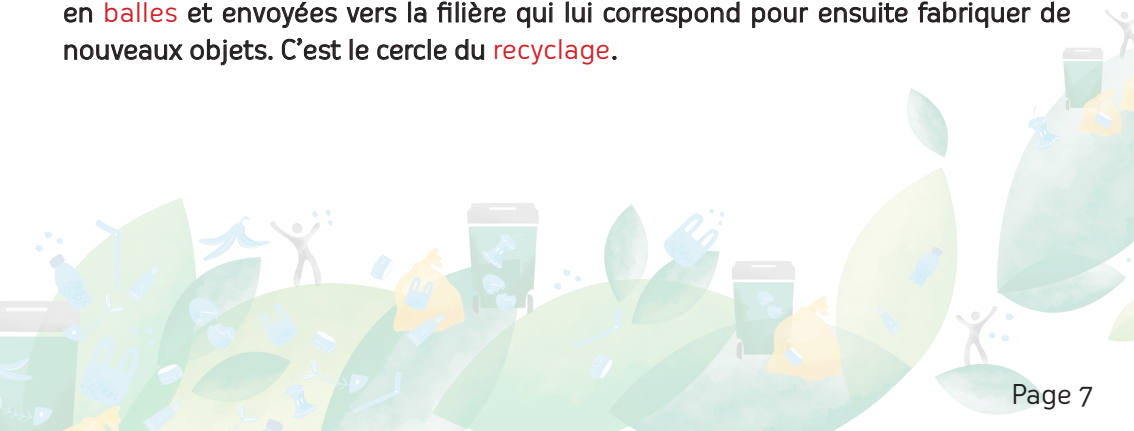 en balles et envoyées vers la filière qui lui correspond pour ensuite fabriquer de
nouveaux objets. C’est le cercle du recyclage.
Page 7